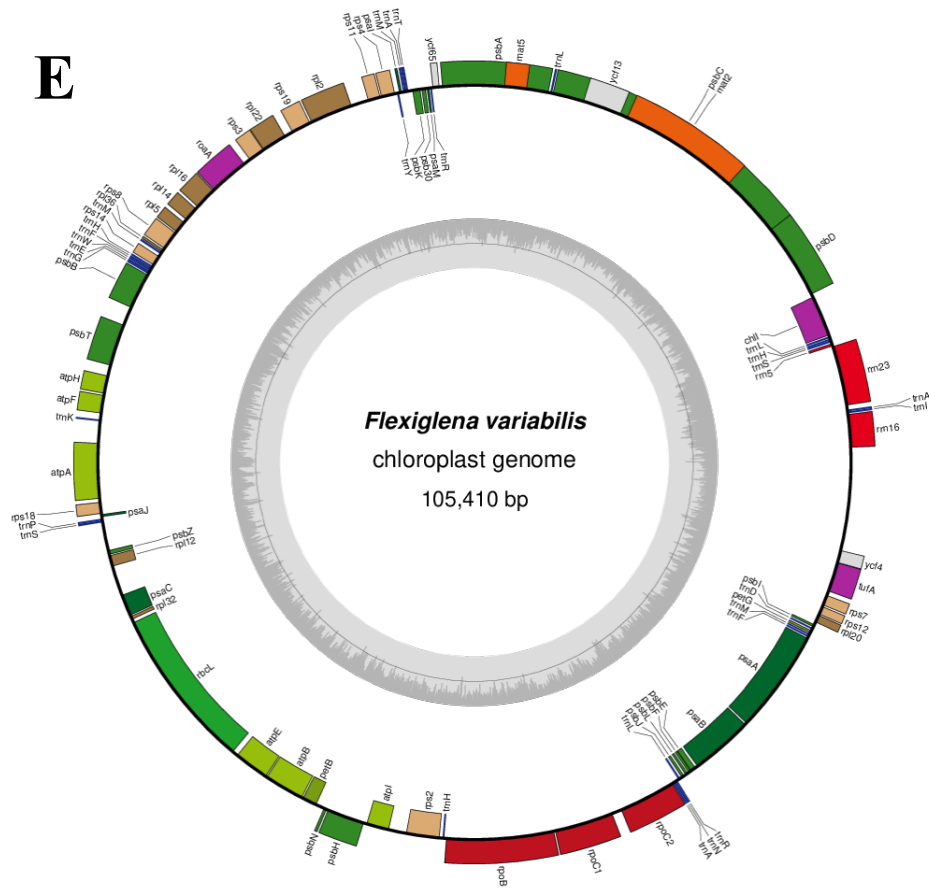 E
trnT
trnA
trnM
psaI
rps4
rps11
ycf65
psbA
mat5
trnL
ycf13
psbC
mat2
psbD
rpl2
rps19
rpl22
rps3
roaA
rpl16
rpl14
rpl5
rps8
rpl36
trnM
rps14
trnH
trnF
trnW
trnE
trnG
psbB
trnY
psbK
psb30
psaM
trnR
psbT
atpH
atpF
trnK
atpA
rps18
trnP
trnS
psaJ
psbZ
rpl12
psaC
rpl32
rbcL
atpE
atpB
petB
psbN
psbH
atpI
rps2
trnH
rpoB
rpoC1
rpoC2
trnR
trnN
trnA
trnL
psbJ
psbL
psbF
psbE
psaB
psaA
psbI
trnD
petG
trnM
trnF
ycf4
tufA
rps7
rps12
rpl20
chlI
trnL
trnH
trnS
rrn5
rrn23
trnA
trnI
rrn16
Flexiglena variabilis
chloroplast genome
105,410 bp